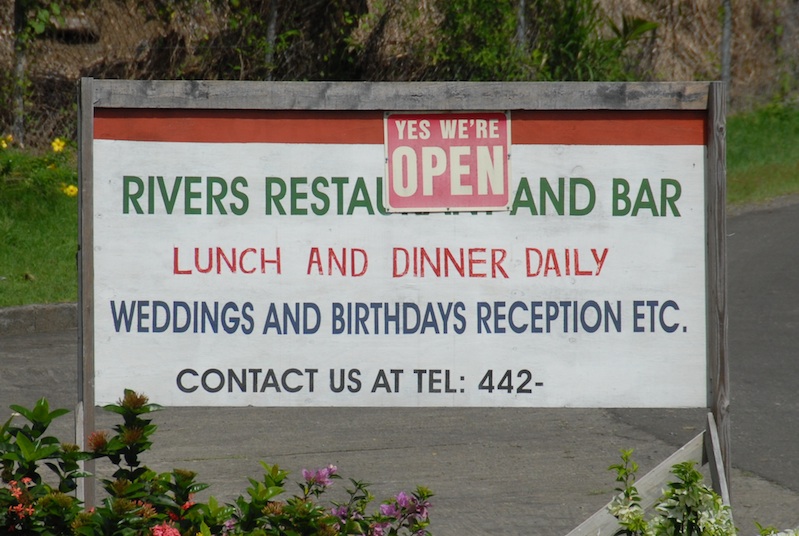 YES WE'RE
OPEN
RIVERS RESTAURANT AND BAR
LUNCH AND DINNER DAILY
WEDDINGS AND BIRTHDAYS RECEPTION ETC.
CONTACT US AT TEL: 442-